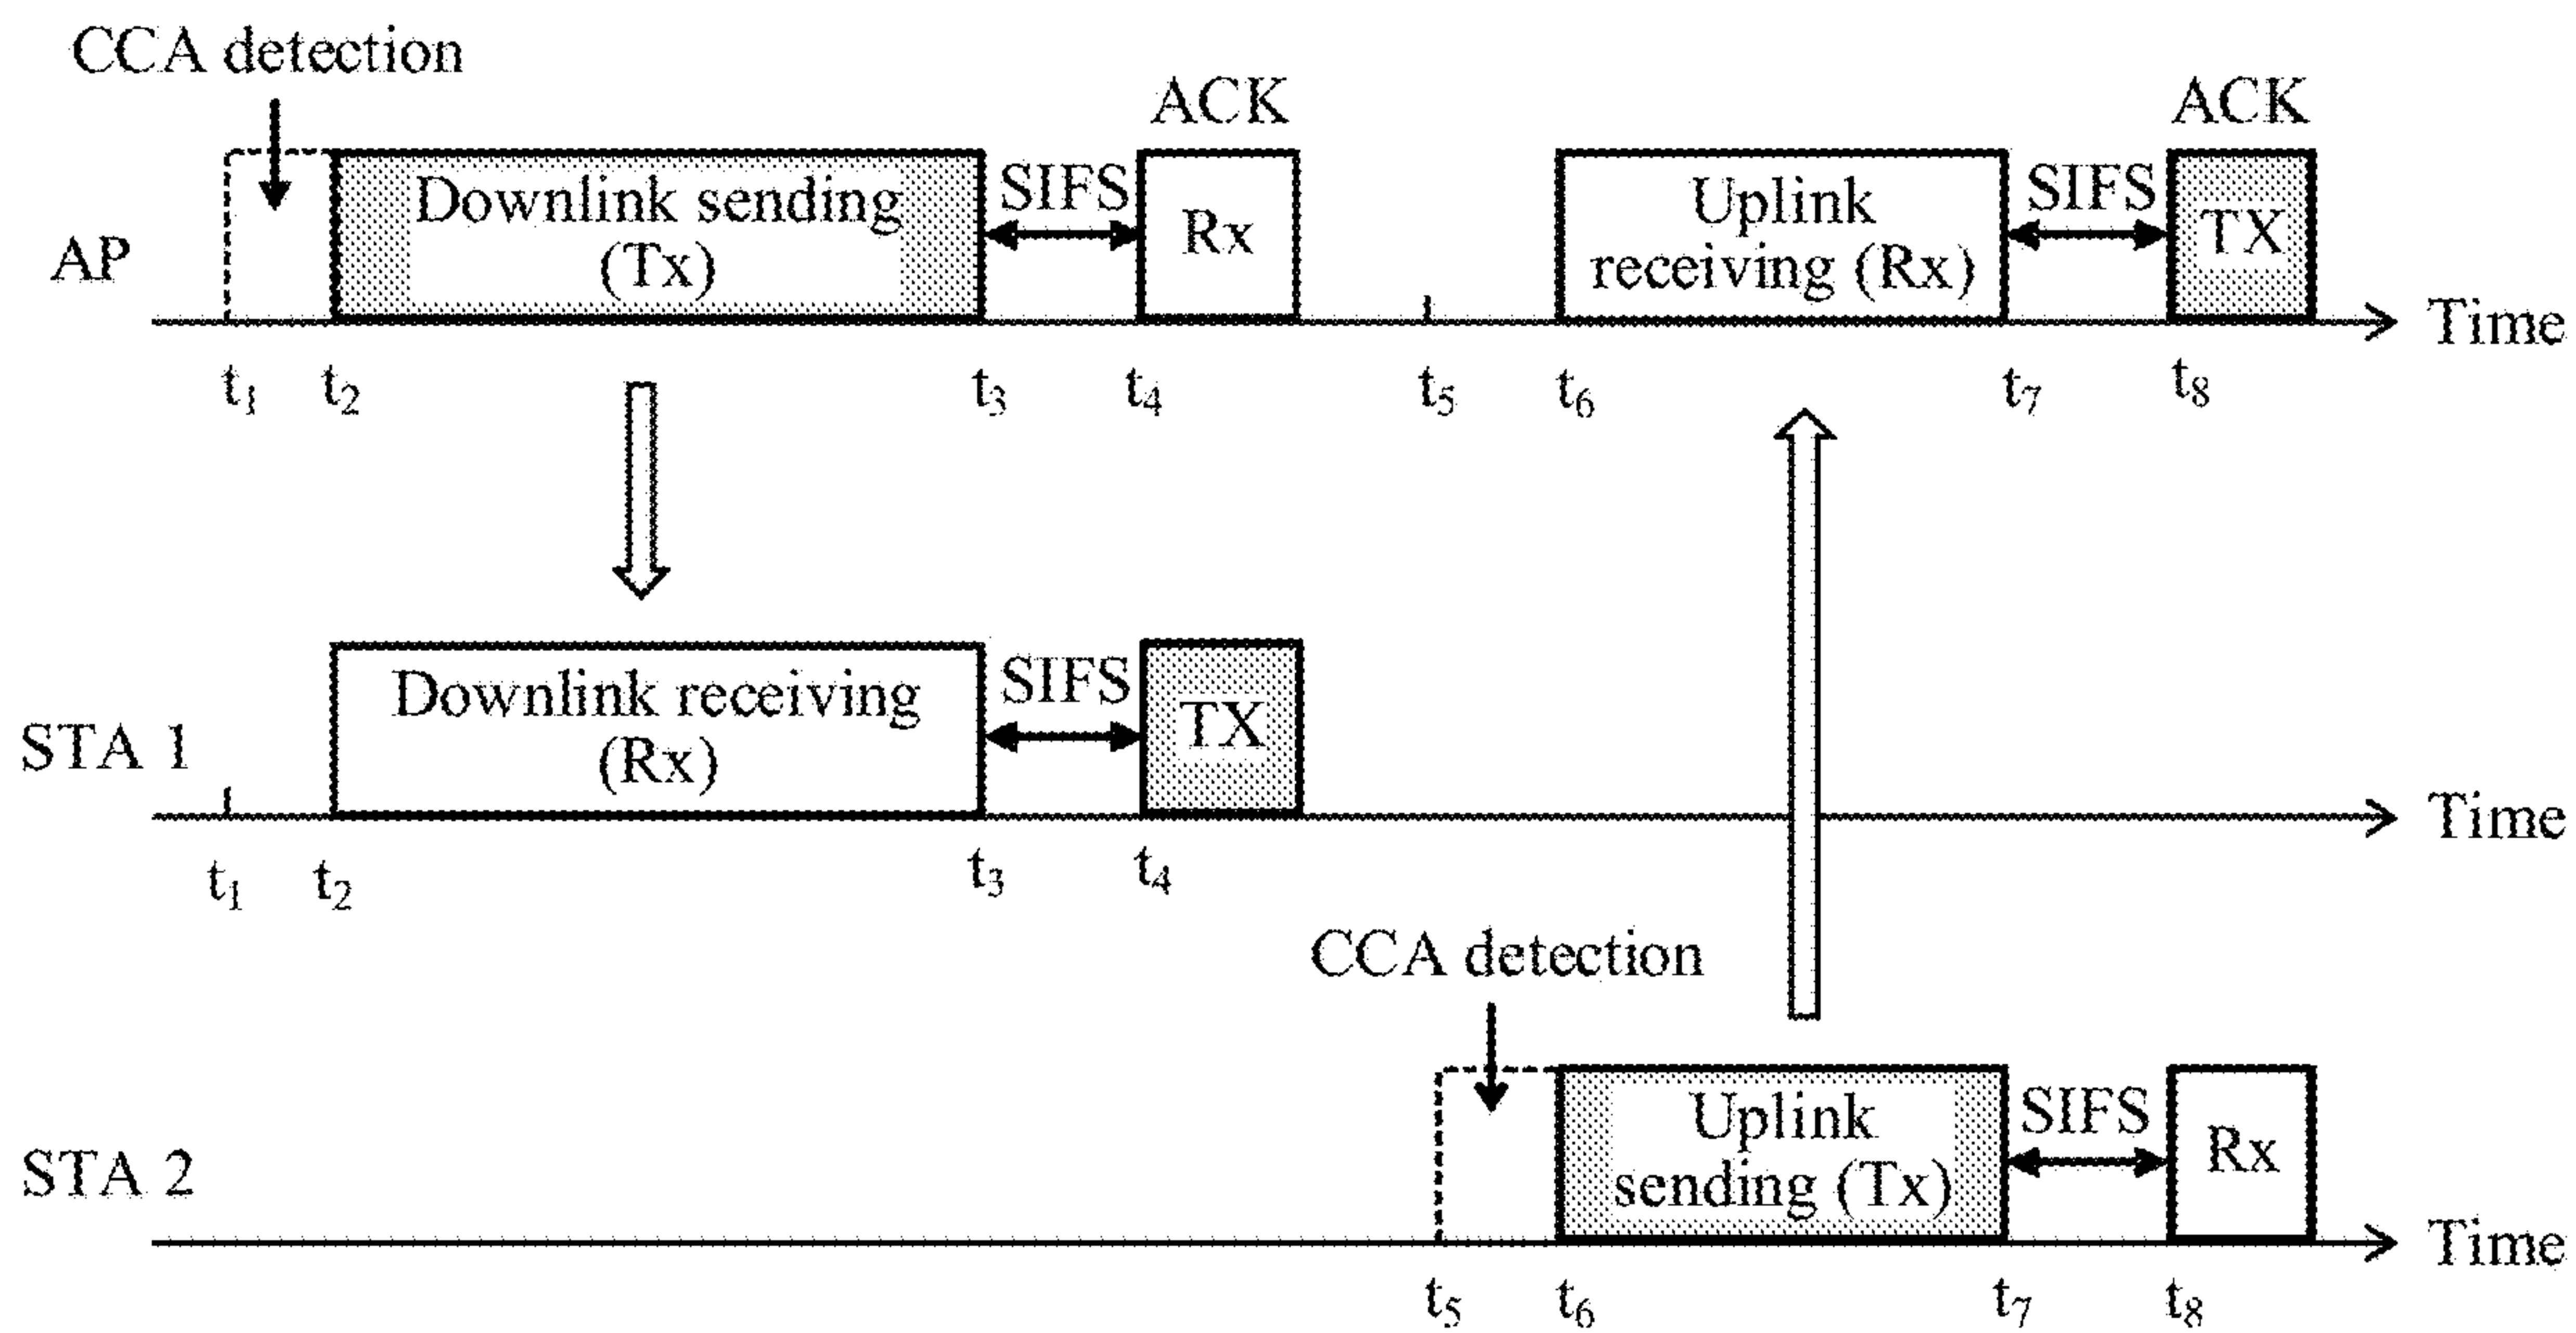 CCA detection
ACK
ACK
Downlink sending
(Tx)
SIFS
Rx
Uplink
receiving (Rx)
SIFS
TX
AP
Time
t1
t2
t3
t4
t5
t6
t7
t8
Downlink receiving
(Rx)
SIFS
TX
STA 1
Time
t1
t2
t3
t4
CCA detection
Uplink
sending (Tx)
SIFS
Rx
STA 2
Time
t5
t6
t7
t8